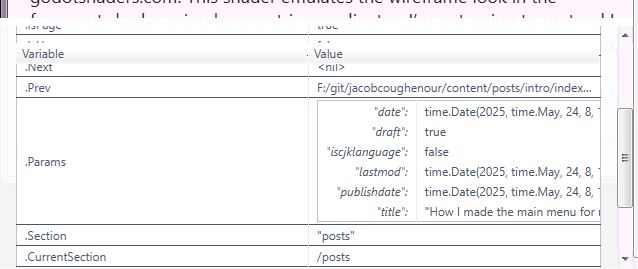 godotshaders.com. This shader emulates the wireframe look in the
.IsPage true
Variable Value
.Next <nil>
.Prev F:/git/jacobcoughenour/content/posts/intro/index...
.Params
"date": time.Date(2025, time.May, 24, 8,
"draft": true
"iscjklanguage": false
"lastmod": time.Date(2025, time.May, 24, 8,
"publishdate": time.Date(2025, time.May, 24, 8,
"title": "How I made the main menu for
.Section "posts"
.CurrentSection /posts